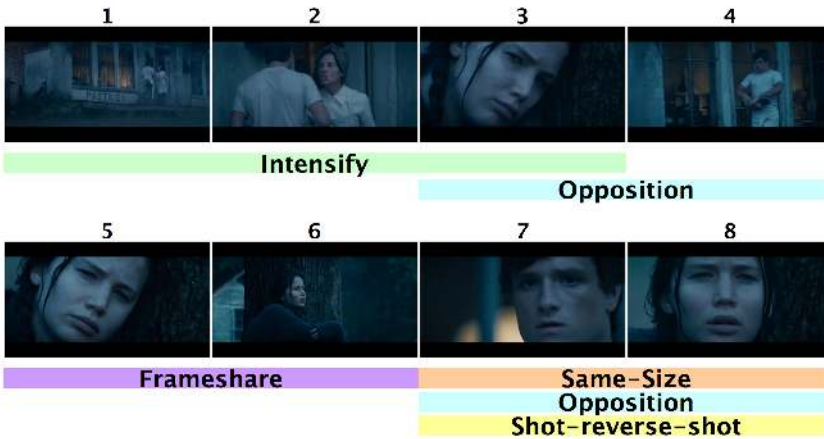 1 2 3 4
Intensify
Opposition
5 6 7 8
Frameshare Same-Size
Opposition
Shot-reverse-shot